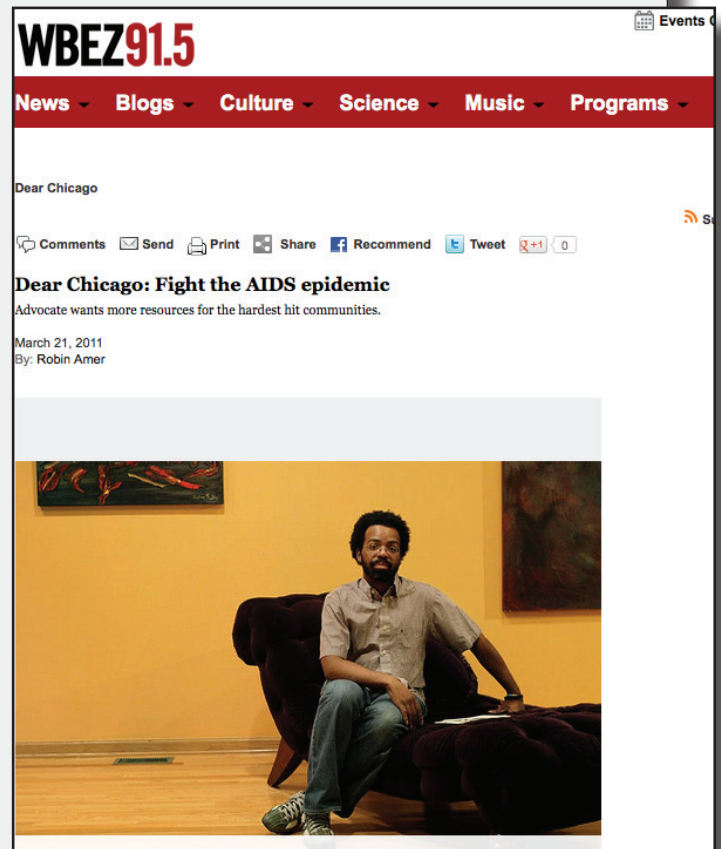 Events
WBEZ91.5
News Blogs Culture Science Music Programs
Dear Chicago
Comments Send Print Share Recommend Tweet +1 0
Dear Chicago: Fight the AIDS epidemic
Advocate wants more resources for the hardest hit communities.
March 21, 2011
By: Robin Amer